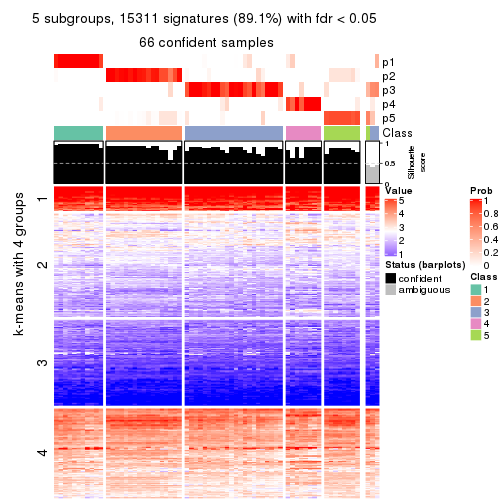 5 subgroups, 15311 signatures (89.1%) with fdr < 0.05
66 confident samples
p1
p2
p3
p4
p5
Class
1
0.5
0
Silhouette
score
k-means with 4 groups
1
2
3
4
Value
5
4
3
2
1
Status (barplots)
confident
ambiguous
Prob
1
0.8
0.6
0.4
0.2
0
Class
1
2
3
4
5